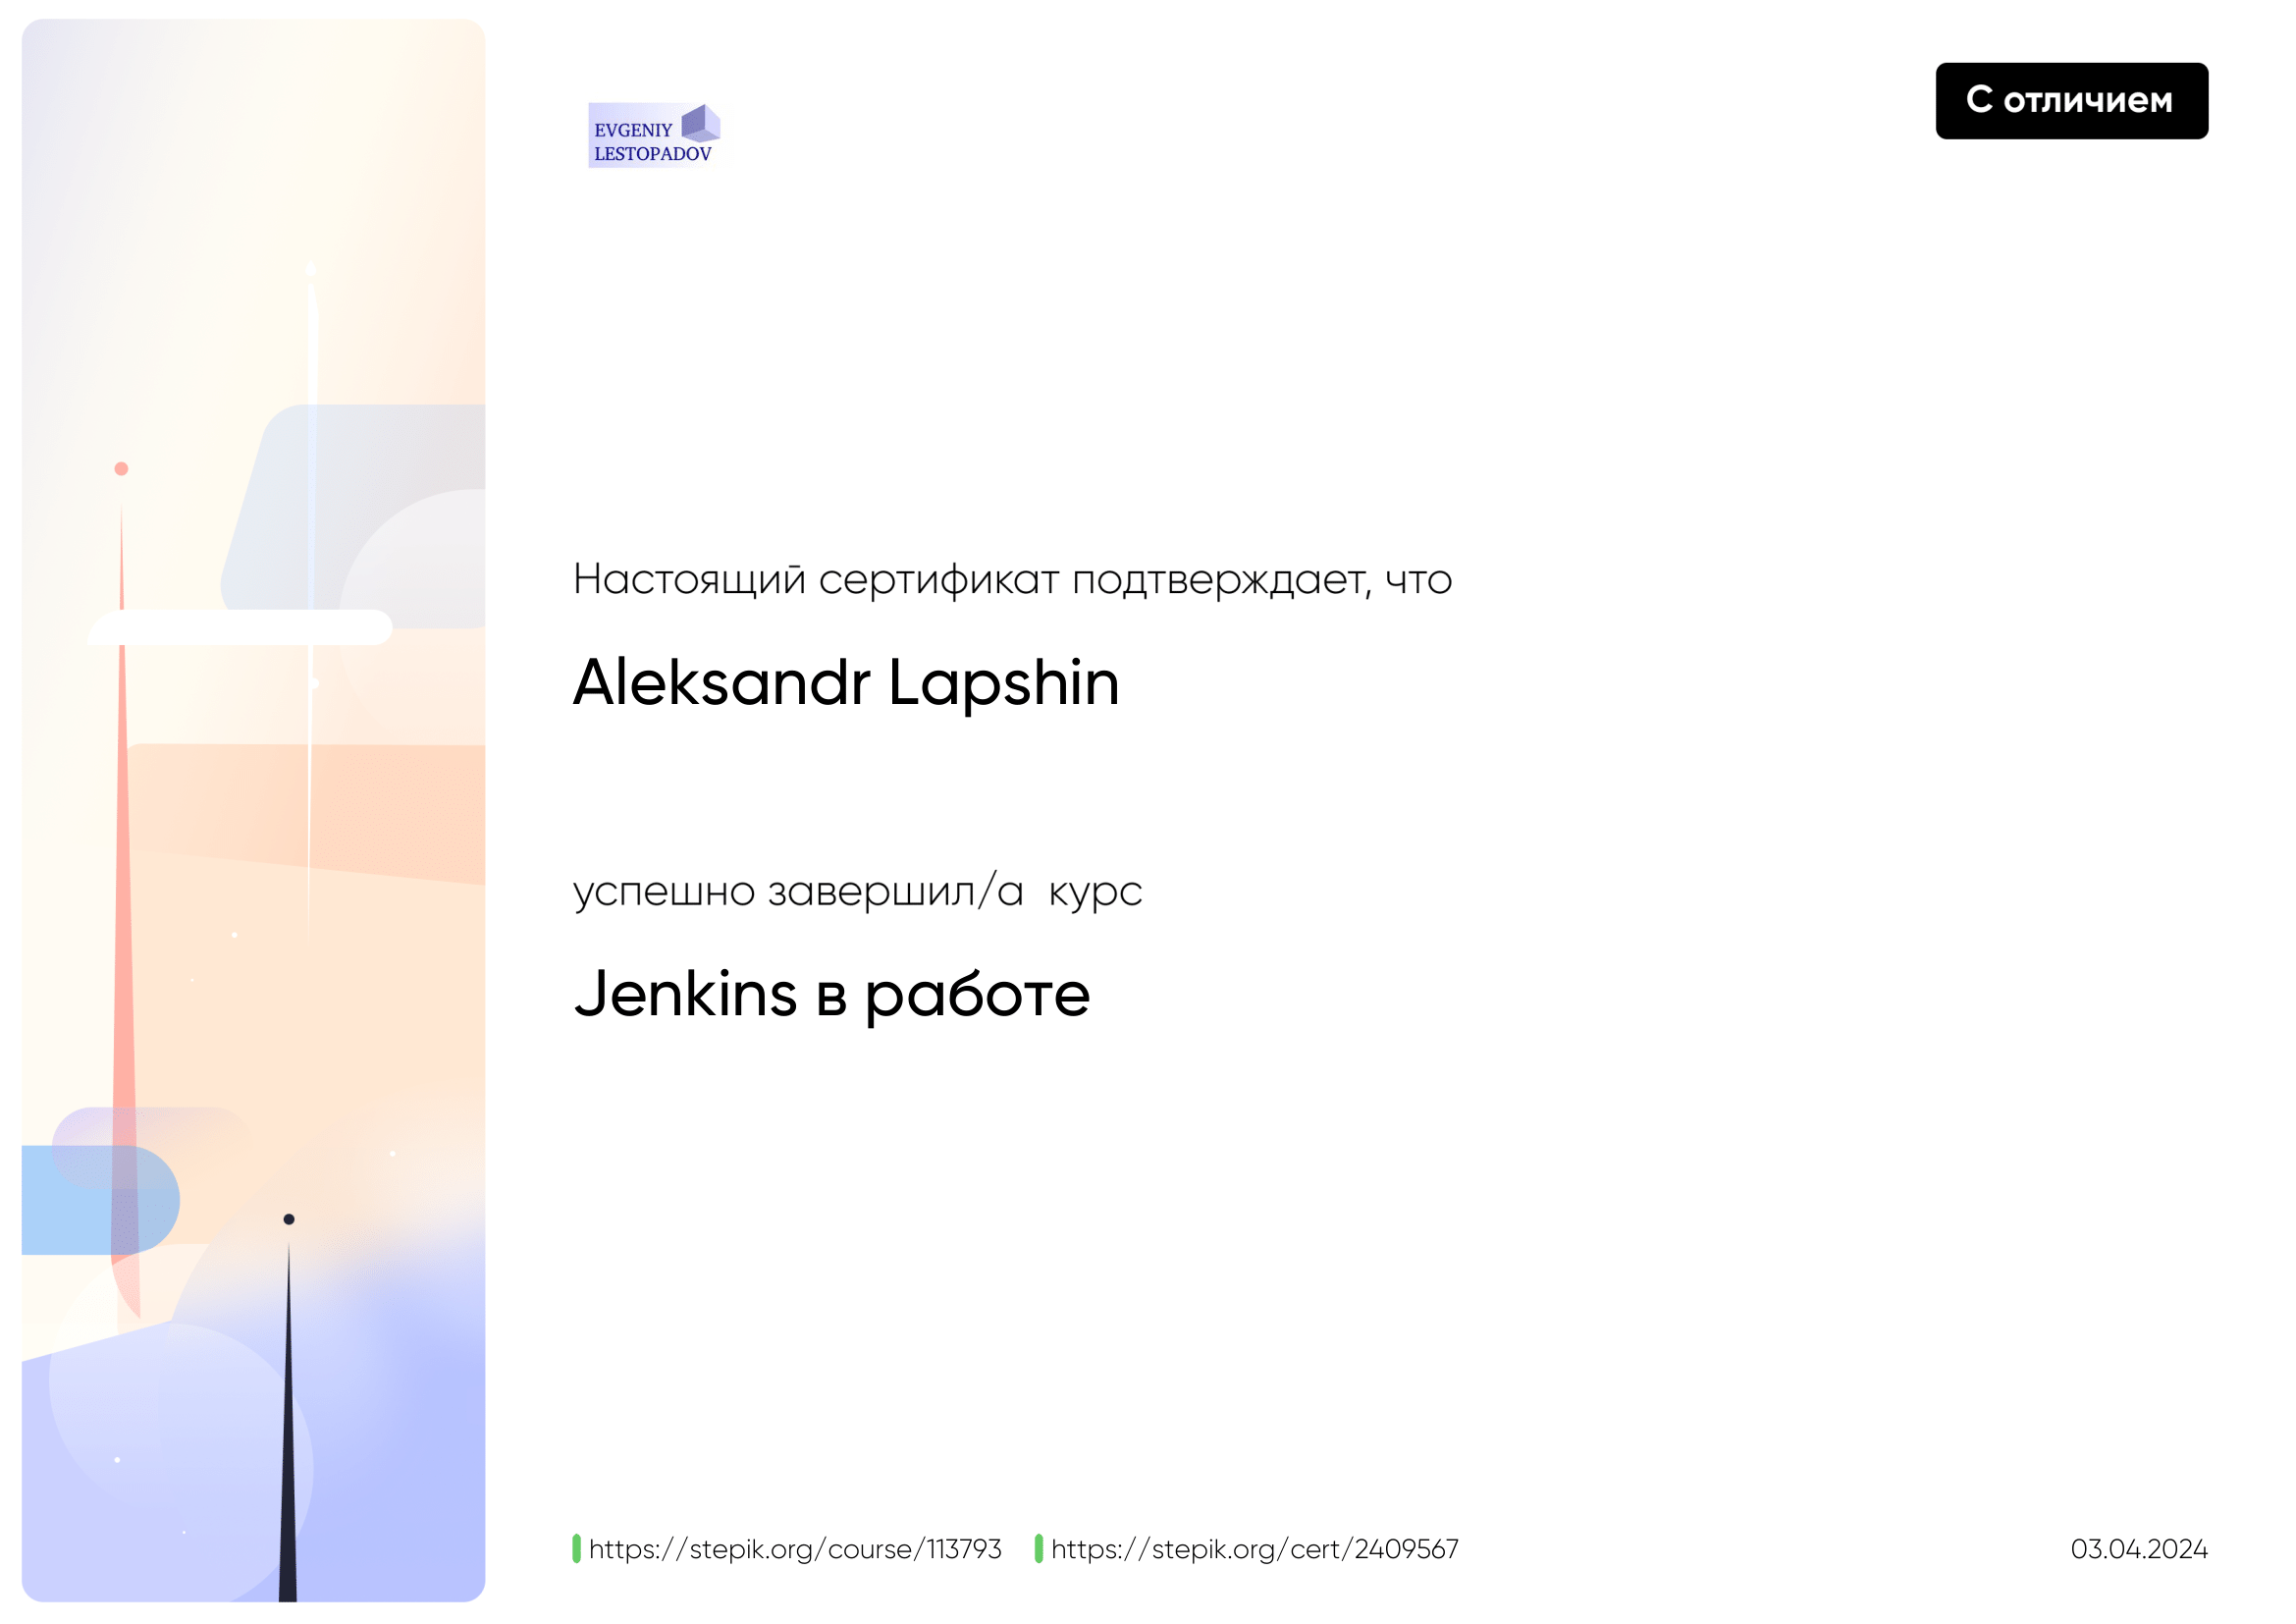 EVGENIY
LESTOPADOV
С отличием
Настоящий сертификат подтверждает, что
Aleksandr Lapshin
успешно завершил/а курс
Jenkins в работе
https://stepik.org/course/113793 https://stepik.org/cert/2409567 03.04.2024